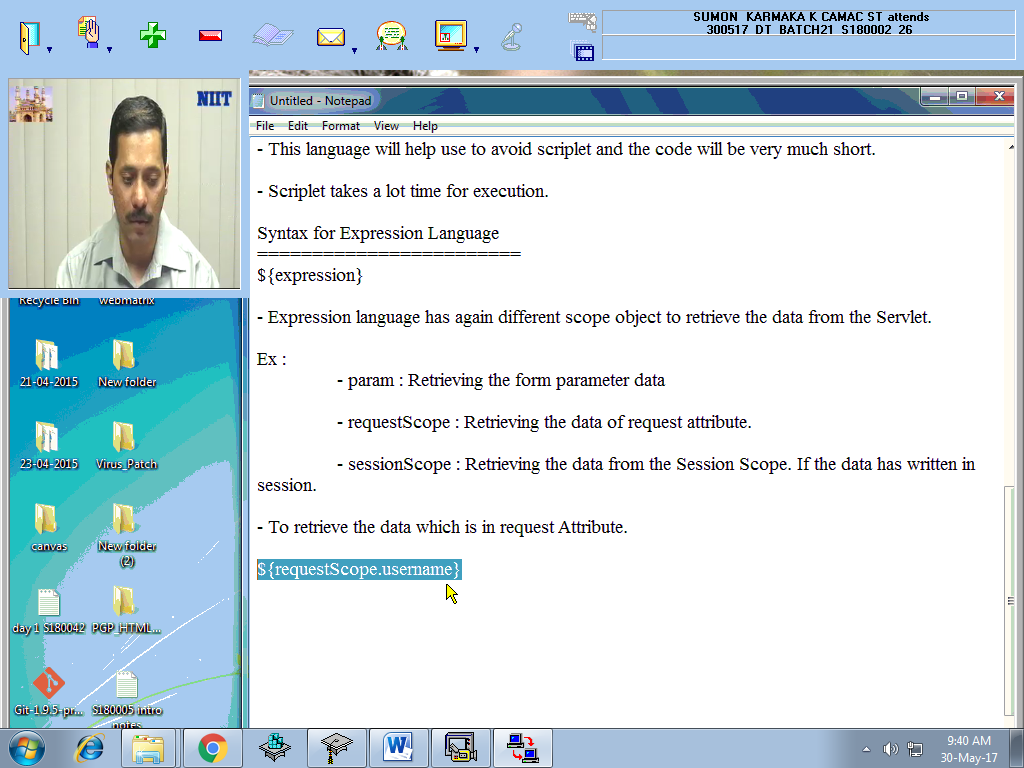 SUMON KARMAKA K CAMAC ST attends
300517 DT BATCH21 S180002 26
NIIT
Untitled - Notepad
File Edit Format View Help
- This language will help use to avoid scriplet and the code will be very much short.
- Scriplet takes a lot time for execution.
Syntax for Expression Language
========================
${expression}
- Expression language has again different scope object to retrieve the data from the Servlet.
Ex :
- param : Retrieving the form parameter data
- requestScope : Retrieving the data of request attribute.
- sessionScope : Retrieving the data from the Session Scope. If the data has written in
session.
- To retrieve the data which is in request Attribute.
${requestScope.username}
Recycle Bin webmatrix
21-04-2015 New folder
23-04-2015 Virus_Patch
canvas New folder
(2)
day 1 S180042 PGP_HTML...
Git-1.9.5-pr... S180005 intro
notes
9:40 AM
30-May-17